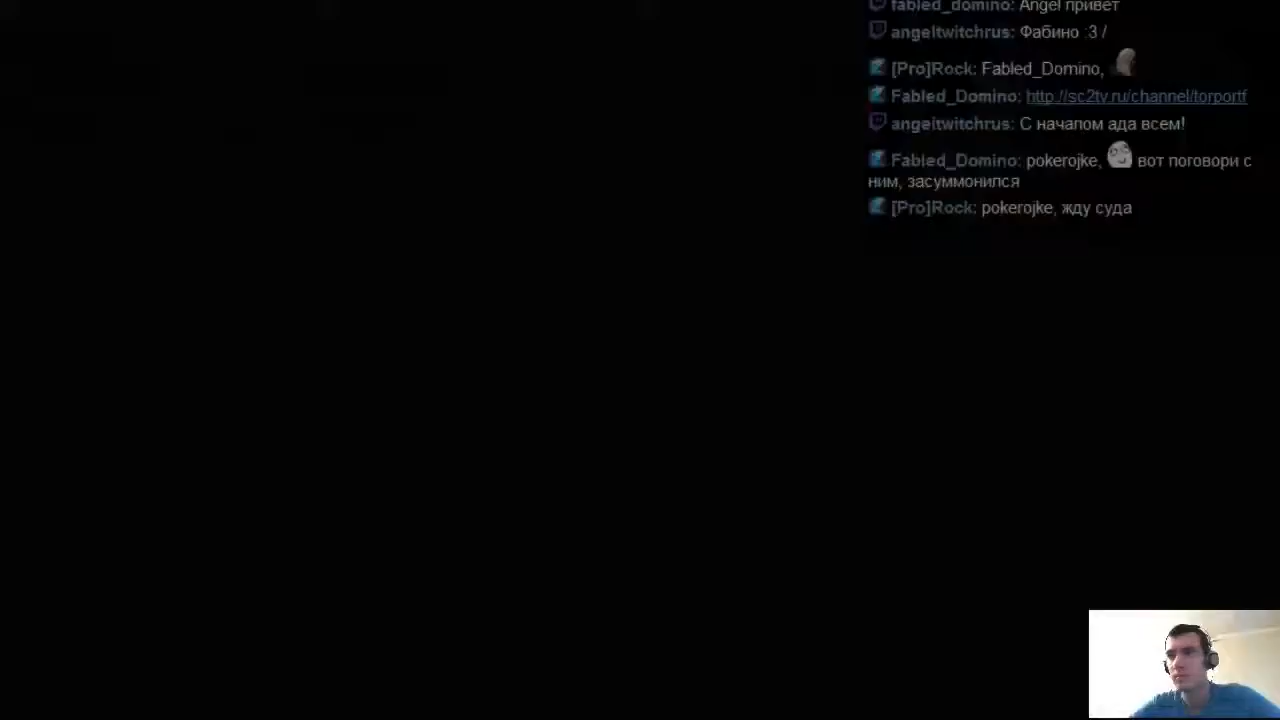 fabled_domino: Angel привет
angeltwitchrus: Фабино :3 /
[Pro]Rock: Fabled_Domino,
Fabled_Domino: http://sc2tv.ru/channel/torportf
angeltwitchrus: С началом ада всем!
Fabled_Domino: pokerojke, вот поговори с
ним, засуммонился
[Pro]Rock: pokerojke, жду суда